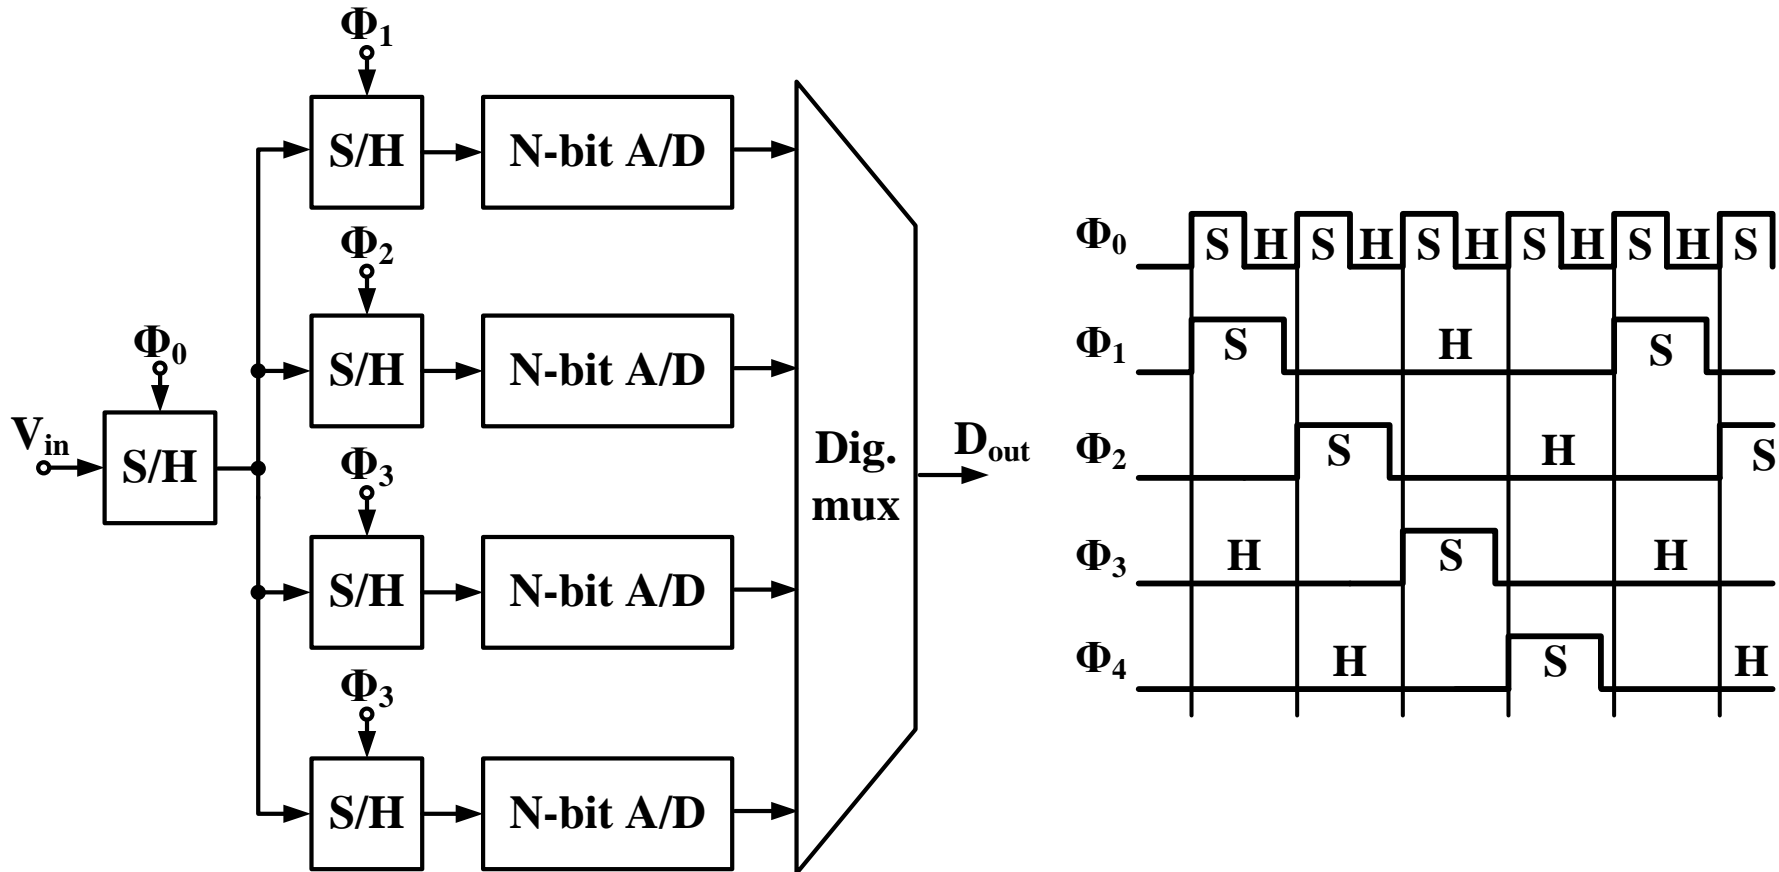 Φ1
S/H
N-bit A/D
Φ2
S/H
N-bit A/D
Φ0
Vin
S/H
Φ3
S/H
N-bit A/D
Φ3
S/H
N-bit A/D
Dig.
mux
Dout
Φ0 S H S H S H S H S H S
Φ1 S H S
Φ2 S H S
Φ3 H S H
Φ4 H S H